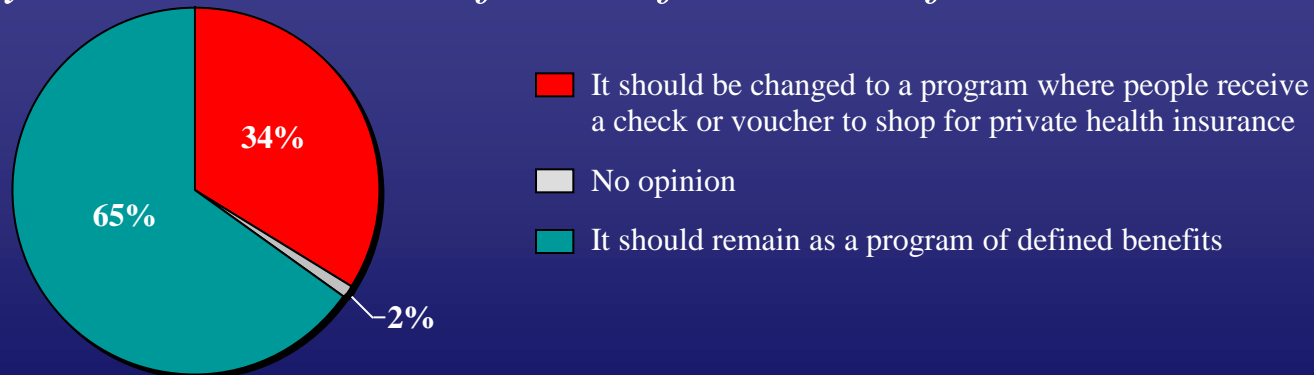 34%
65%
2%
It should be changed to a program where people receive
a check or voucher to shop for private health insurance
No opinion
It should remain as a program of defined benefits